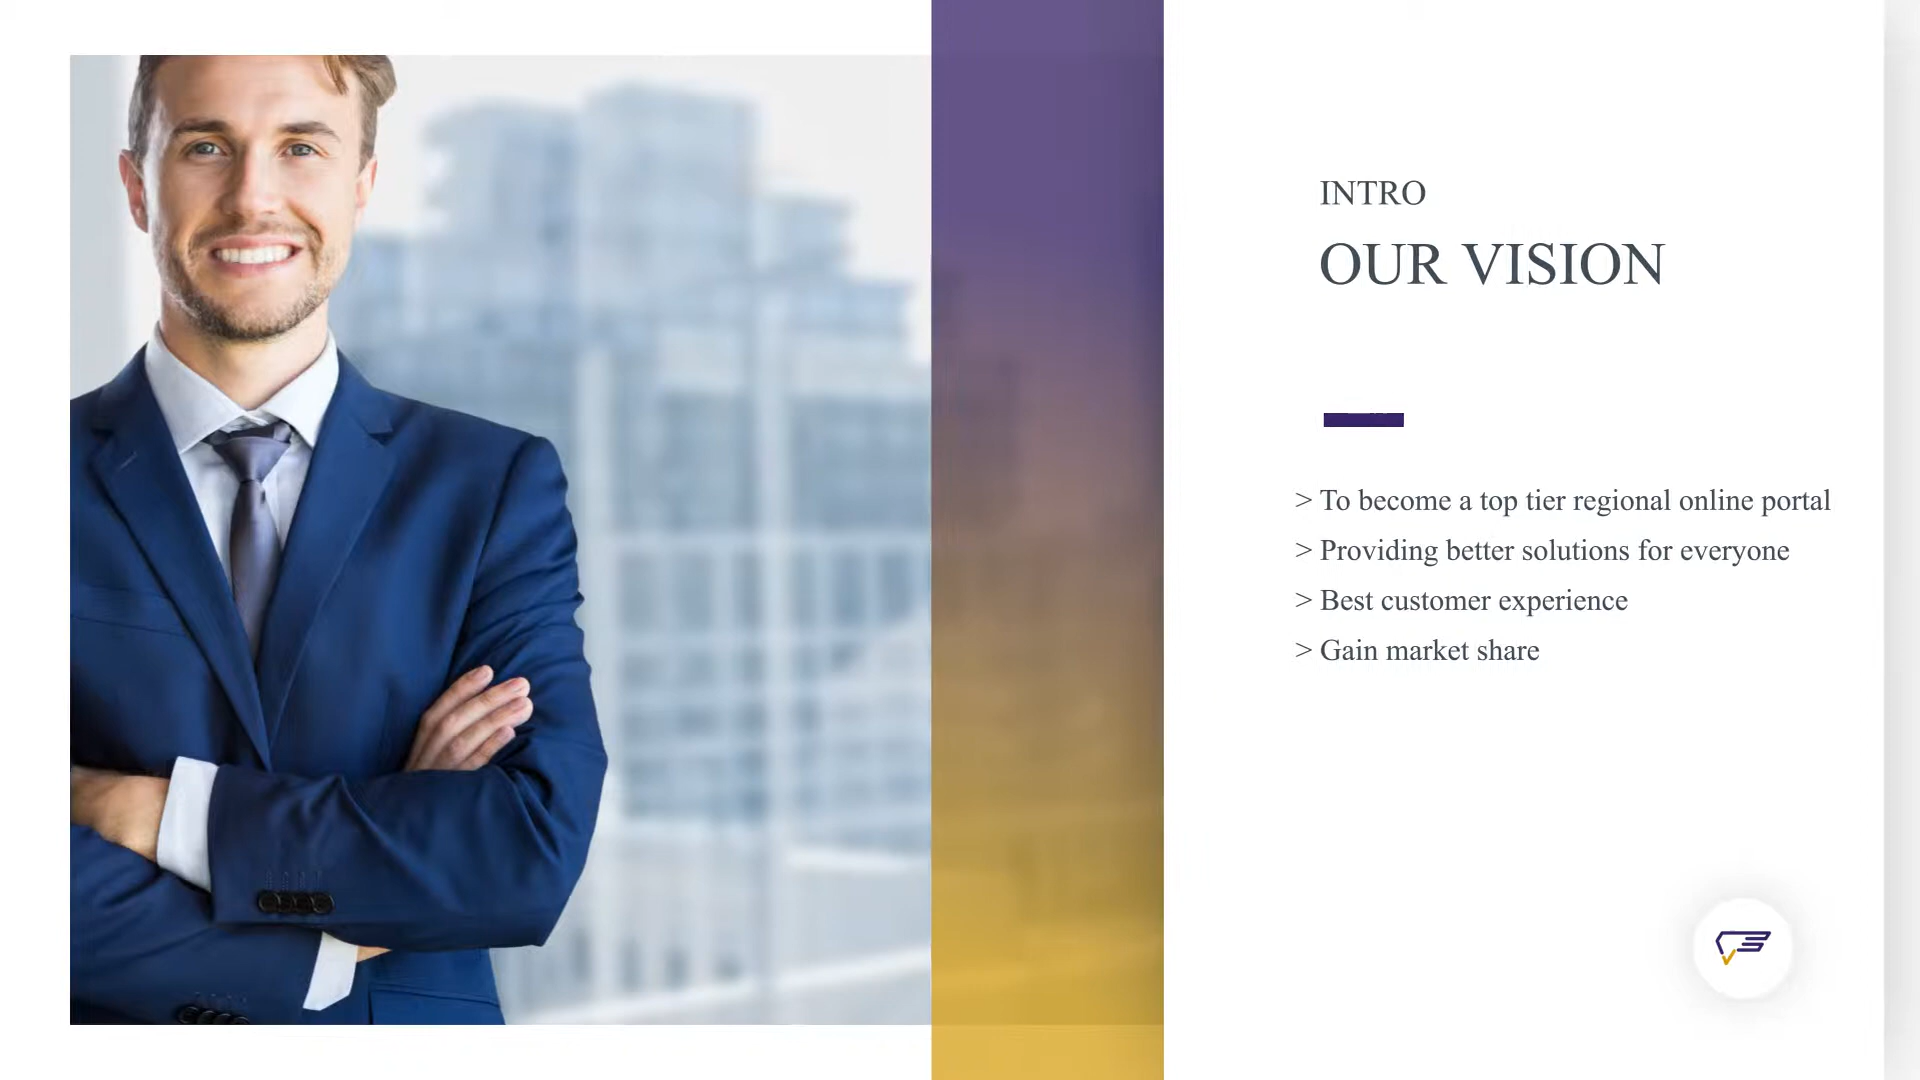 INTRO
OUR VISION
> To become a top tier regional online portal
> Providing better solutions for everyone
> Best customer experience
> Gain market share